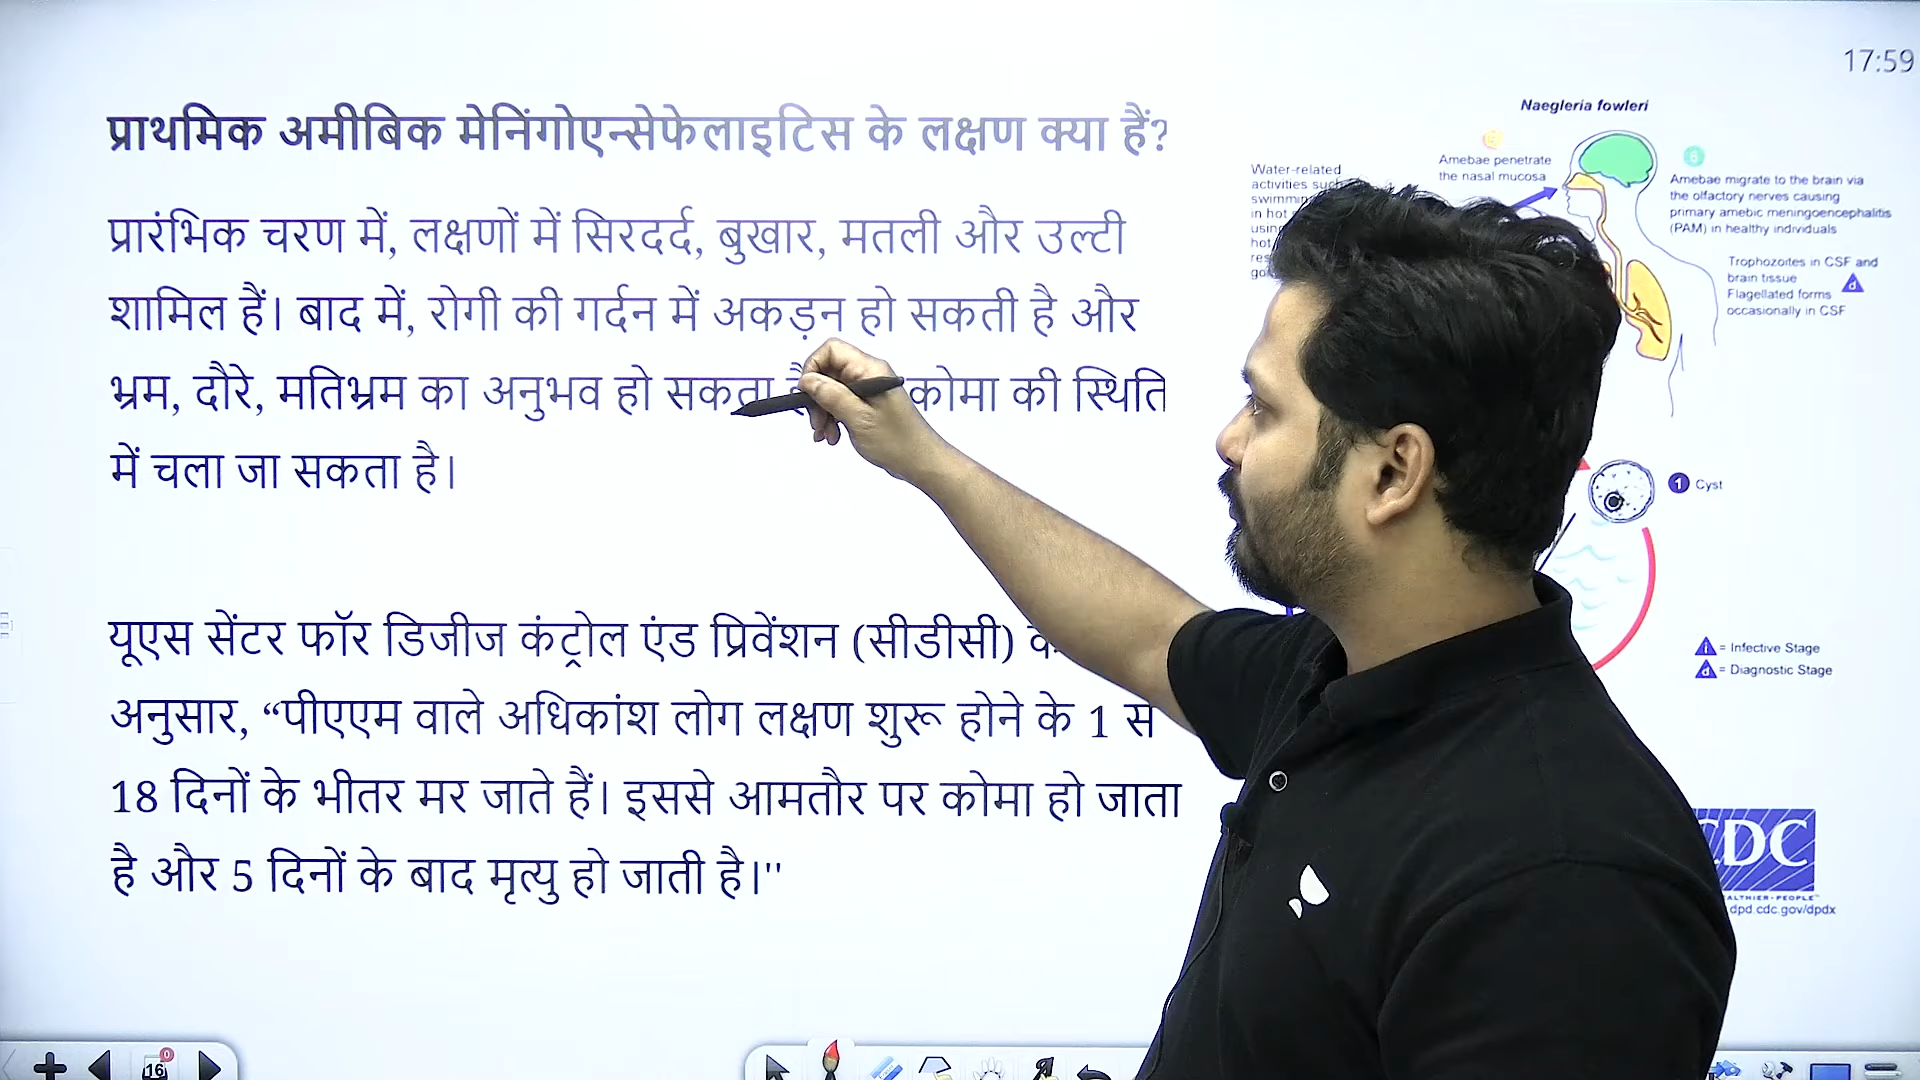 17:59
प्राथमिक अमीबिक मेनिंगोएन्सेफेलाइटिस के लक्षण क्या हैं?
प्रारंभिक चरण में, लक्षणों में सिरदर्द, बुखार, मतली और उल्टी
शामिल हैं। बाद में, रोगी की गर्दन में अकड़न हो सकती है और
भ्रम, दौरे, मतिभ्रम का अनुभव हो सकता कोमा की स्थिति
में चला जा सकता है।
यूएस सेंटर फॉर डिजीज कंट्रोल एंड प्रिवेंशन (सीडीसी)
अनुसार, “पीएएम वाले अधिकांश लोग लक्षण शुरू होने के 1 से
18 दिनों के भीतर मर जाते हैं। इससे आमतौर पर कोमा हो जाता
है और 5 दिनों के बाद मृत्यु हो जाती है।''
Naegleria fowleri
Water-related
activities
in hot
Amebae penetrate
the nasal mucosa
6
Amebae migrate to the brain via
the olfactory nerves causing
primary amebic meningoencephalitis
(PAM) in healthy individuals
Trophozoites in CSF and
brain tissue
Flagellated forms
occasionally in CSF
d
1 Cyst
i = Infective Stage
d = Diagnostic Stage
CDC
dpd.cdc.gov/dpdx
16
0